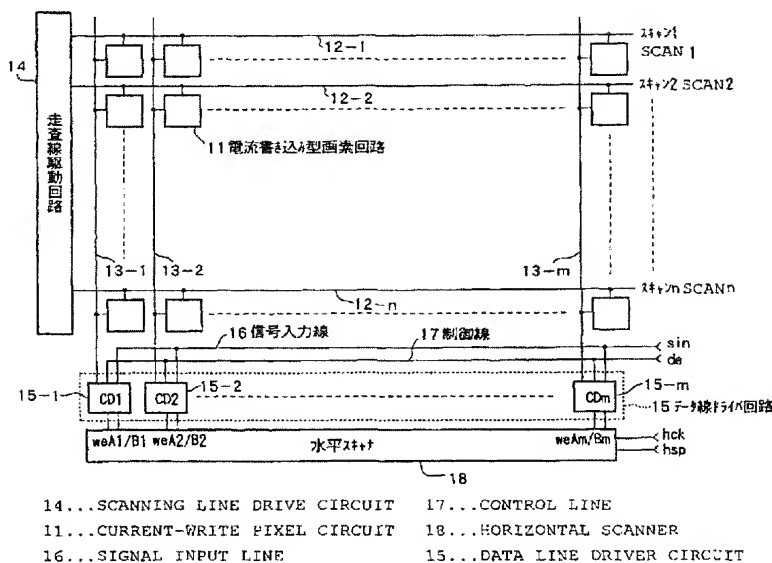 スキャン1
SCAN 1
12-1
14
スキャン2 SCAN2
12-2
走査線駆動回路
11 電流書き込み型画素回路
13-1
13-2
13-m
スキャンn SCANn
12-n
16 信号入力線
17 制御線
sin
de
15-1
CD1
CD2
15-2
CDm
15-m
15 データ線ドライバ回路
weA1/B1
weA2/B2
水平スキャナ
weAm/Bm
hck
hsp
18
14...SCANNING LINE DRIVE CIRCUIT
17...CONTROL LINE
11...CURRENT-WRITE PIXEL CIRCUIT
18...HORIZONTAL SCANNER
16...SIGNAL INPUT LINE
15...DATA LINE DRIVER CIRCUIT